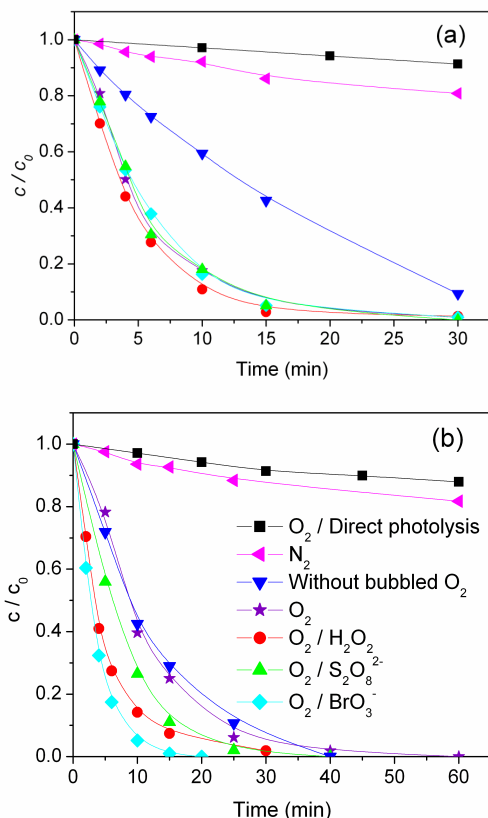 (a)
1.0
0.8
0.6
0.4
0.2
0.0
c / c₀
0 5 10 15 20 25 30
Time (min)
(b)
1.0
0.8
0.6
0.4
0.2
0.0
c / c₀
O₂ / Direct photolysis
N₂
Without bubbled O₂
O₂
O₂ / H₂O₂
O₂ / S₂O₈²⁻
O₂ / BrO₃⁻
0 10 20 30 40 50 60
Time (min)